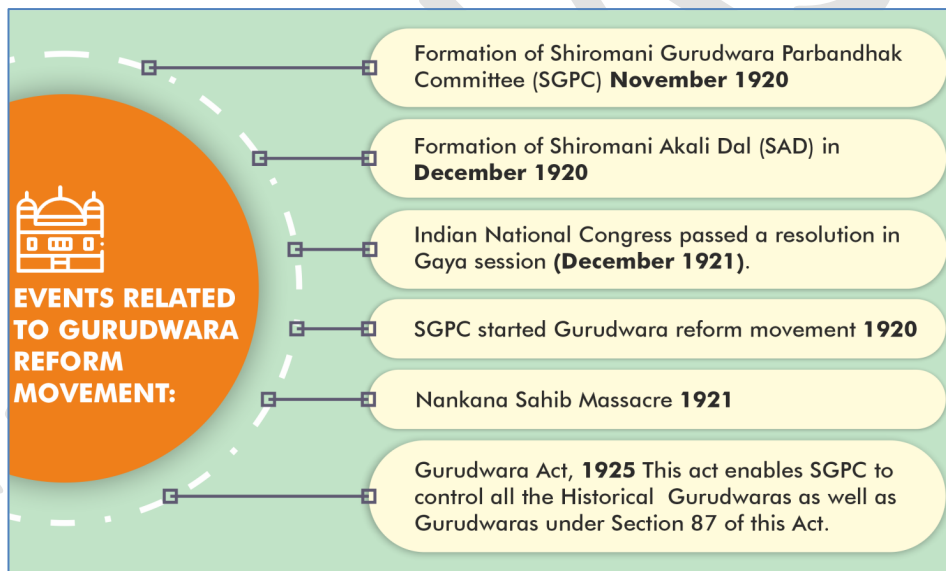 EVENTS RELATED
TO GURUDWARA
REFORM
MOVEMENT:
Formation of Shiromani Gurudwara Parbandhak
Committee (SGPC) November 1920
Formation of Shiromani Akali Dal (SAD) in
December 1920
Indian National Congress passed a resolution in
Gaya session (December 1921).
SGPC started Gurudwara reform movement 1920
Nankana Sahib Massacre 1921
Gurudwara Act, 1925 This act enables SGPC to
control all the Historical Gurudwaras as well as
Gurudwaras under Section 87 of this Act.